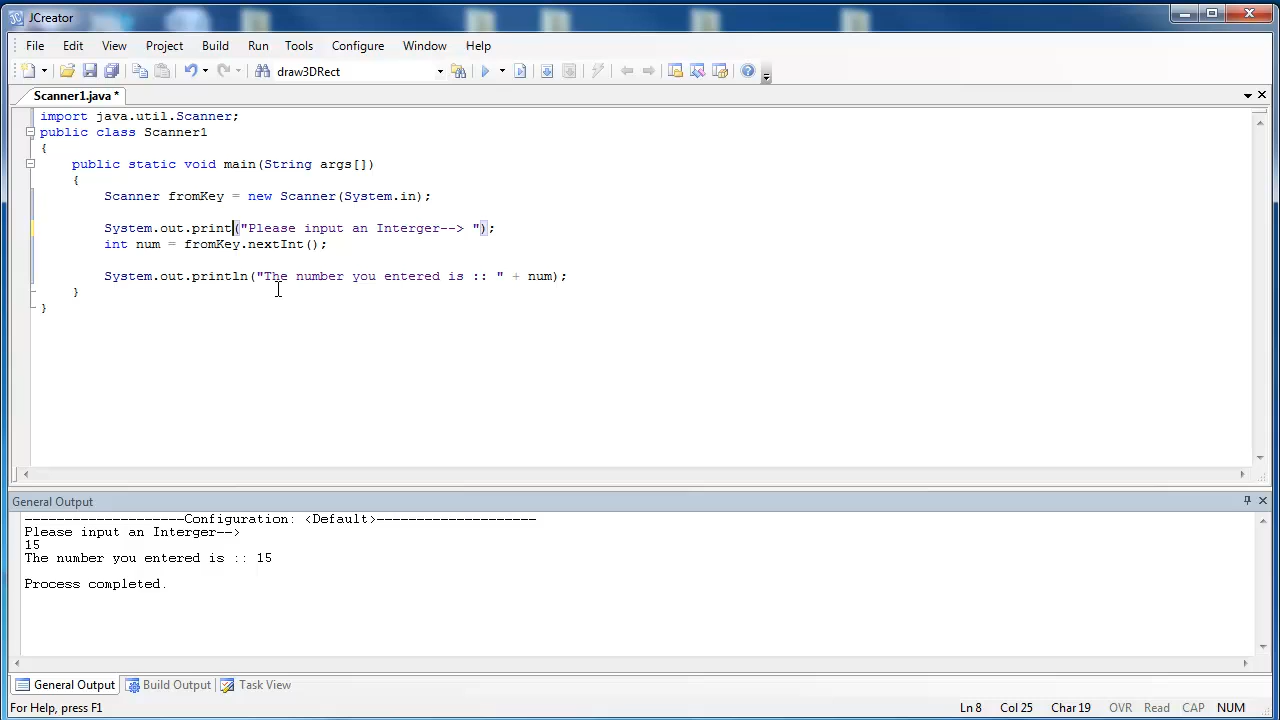 JCreator
File Edit View Project Build Run Tools Configure Window Help
draw3DRect
Scanner1.java *
import java.util.Scanner;
public class Scanner1
{
public static void main(String args[])
{
Scanner fromKey = new Scanner(System.in);
System.out.print("Please input an Interger--> ");
int num = fromKey.nextInt();
System.out.println("The number you entered is :: " + num);
}
}
General Output
--------------------Configuration: <Default>--------------------
Please input an Interger-->
15
The number you entered is :: 15
Process completed.
General Output Build Output Task View
For Help, press F1 Ln 8 Col 25 Char 19 OVR Read CAP NUM